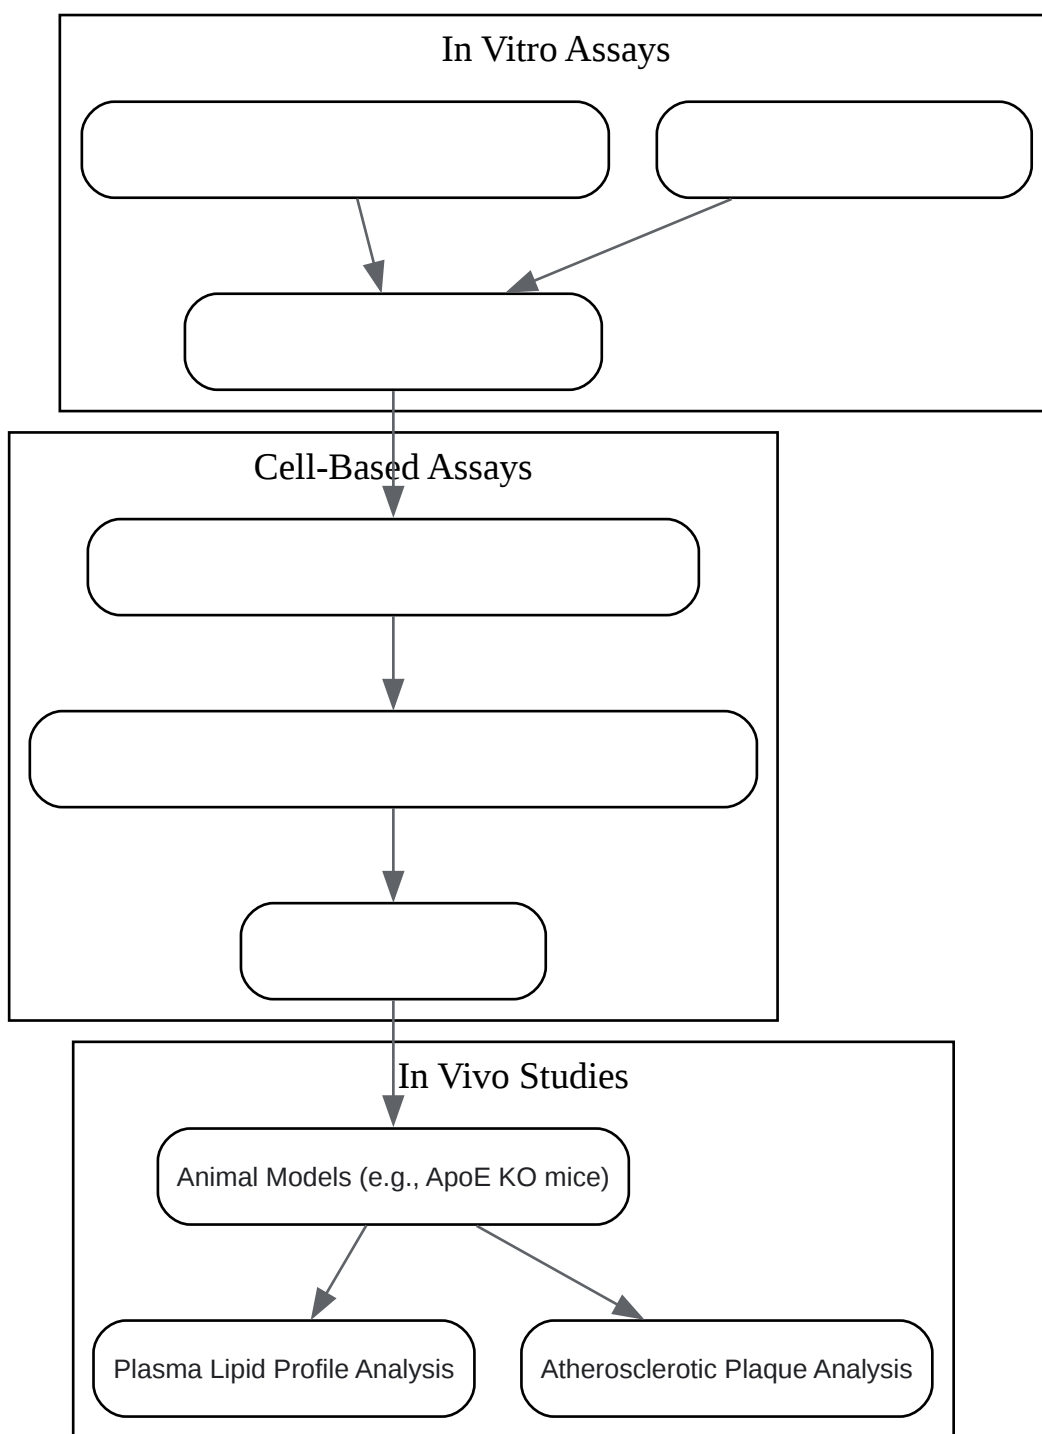 In Vitro Assays
Cell-Based Assays
In Vivo Studies
Animal Models (e.g., ApoE KO mice)
Plasma Lipid Profile Analysis
Atherosclerotic Plaque Analysis